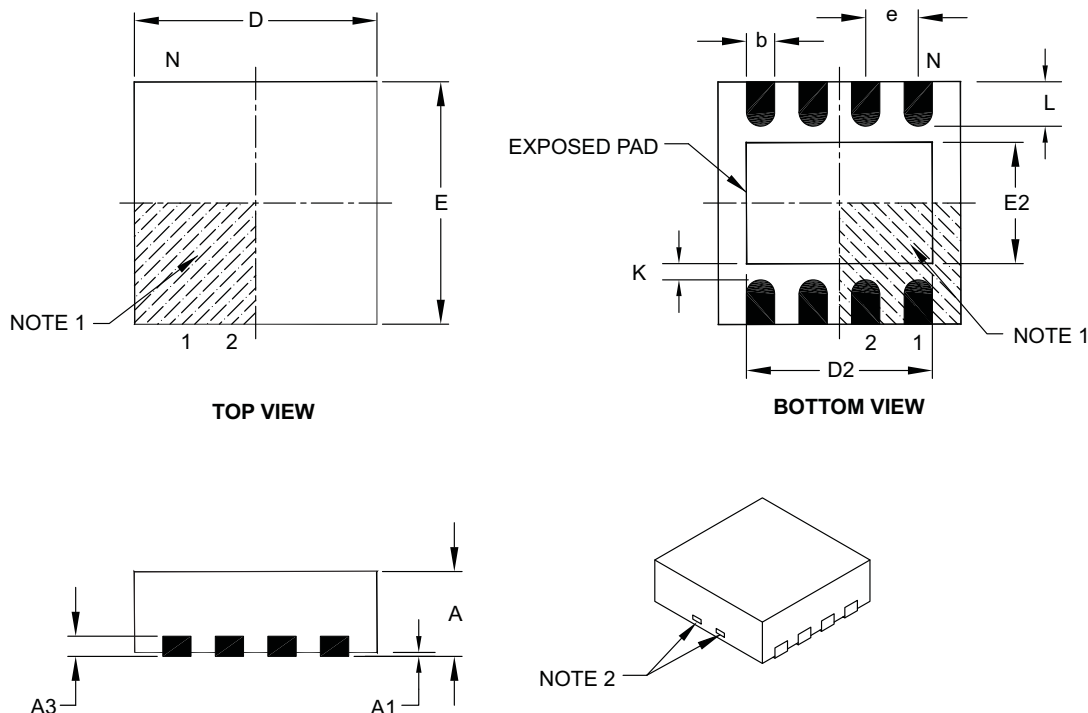 D
N
E
NOTE 1
1 2
TOP VIEW
e
b
N
L
EXPOSED PAD
E2
K
NOTE 1
2 1
D2
BOTTOM VIEW
A
A3
A1
NOTE 2